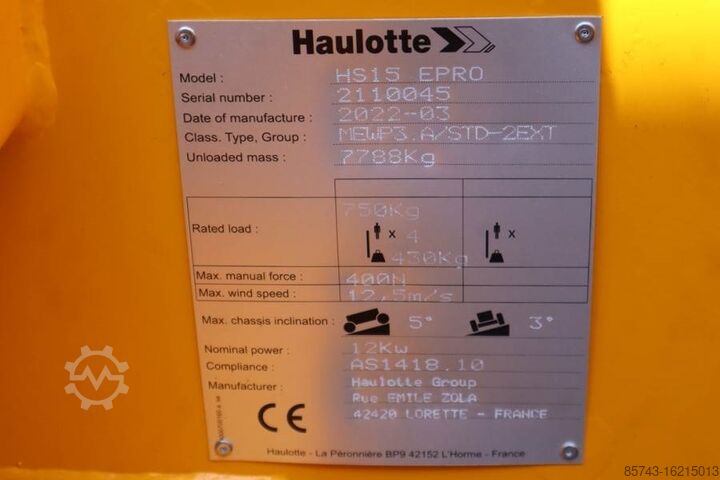 Haulotte
Model : HS15 EPRO
Serial number : 2110045
Date of manufacture : 2022-03
Class. Type, Group : MEWP3.A/STD-2EXT
Unloaded mass : 7788Kg
750Kg
Rated load : x 4 x
430Kg
Max. manual force : 400N
Max. wind speed : 12,5m/s
Max. chassis inclination : 5° 3°
Nominal power : 12Kw
Compliance : AS1418.10
Manufacturer : Haulotte Group
Rue EMILE ZOLA
42420 LORETTE - FRANCE
CE
Haulotte - La Péronnière BP9 42152 L'Horme - France
85743-16215013